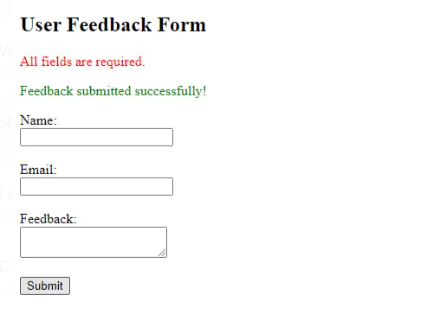 User Feedback Form
All fields are required.
Feedback submitted successfully!
Name:
Email:
Feedback:
Submit